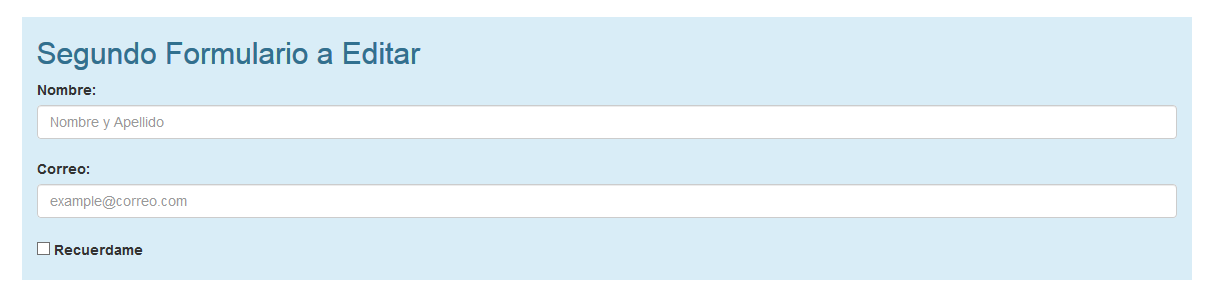 Segundo Formulario a Editar
Nombre:
Nombre y Apellido
Correo:
example@correo.com
Recuerdame